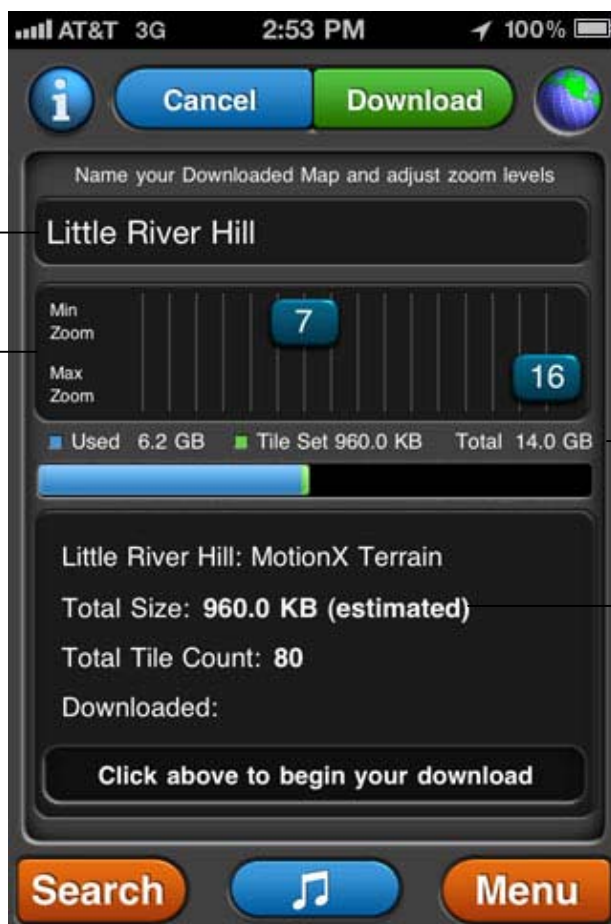 AT&T 3G 2:53 PM 100%
i Cancel Download
Name your Downloaded Map and adjust zoom levels
Little River Hill
Min
Zoom
7
Max
Zoom
16
Used 6.2 GB Tile Set 960.0 KB Total 14.0 GB
Little River Hill: MotionX Terrain
Total Size: 960.0 KB (estimated)
Total Tile Count: 80
Downloaded:
Click above to begin your download
Search Menu